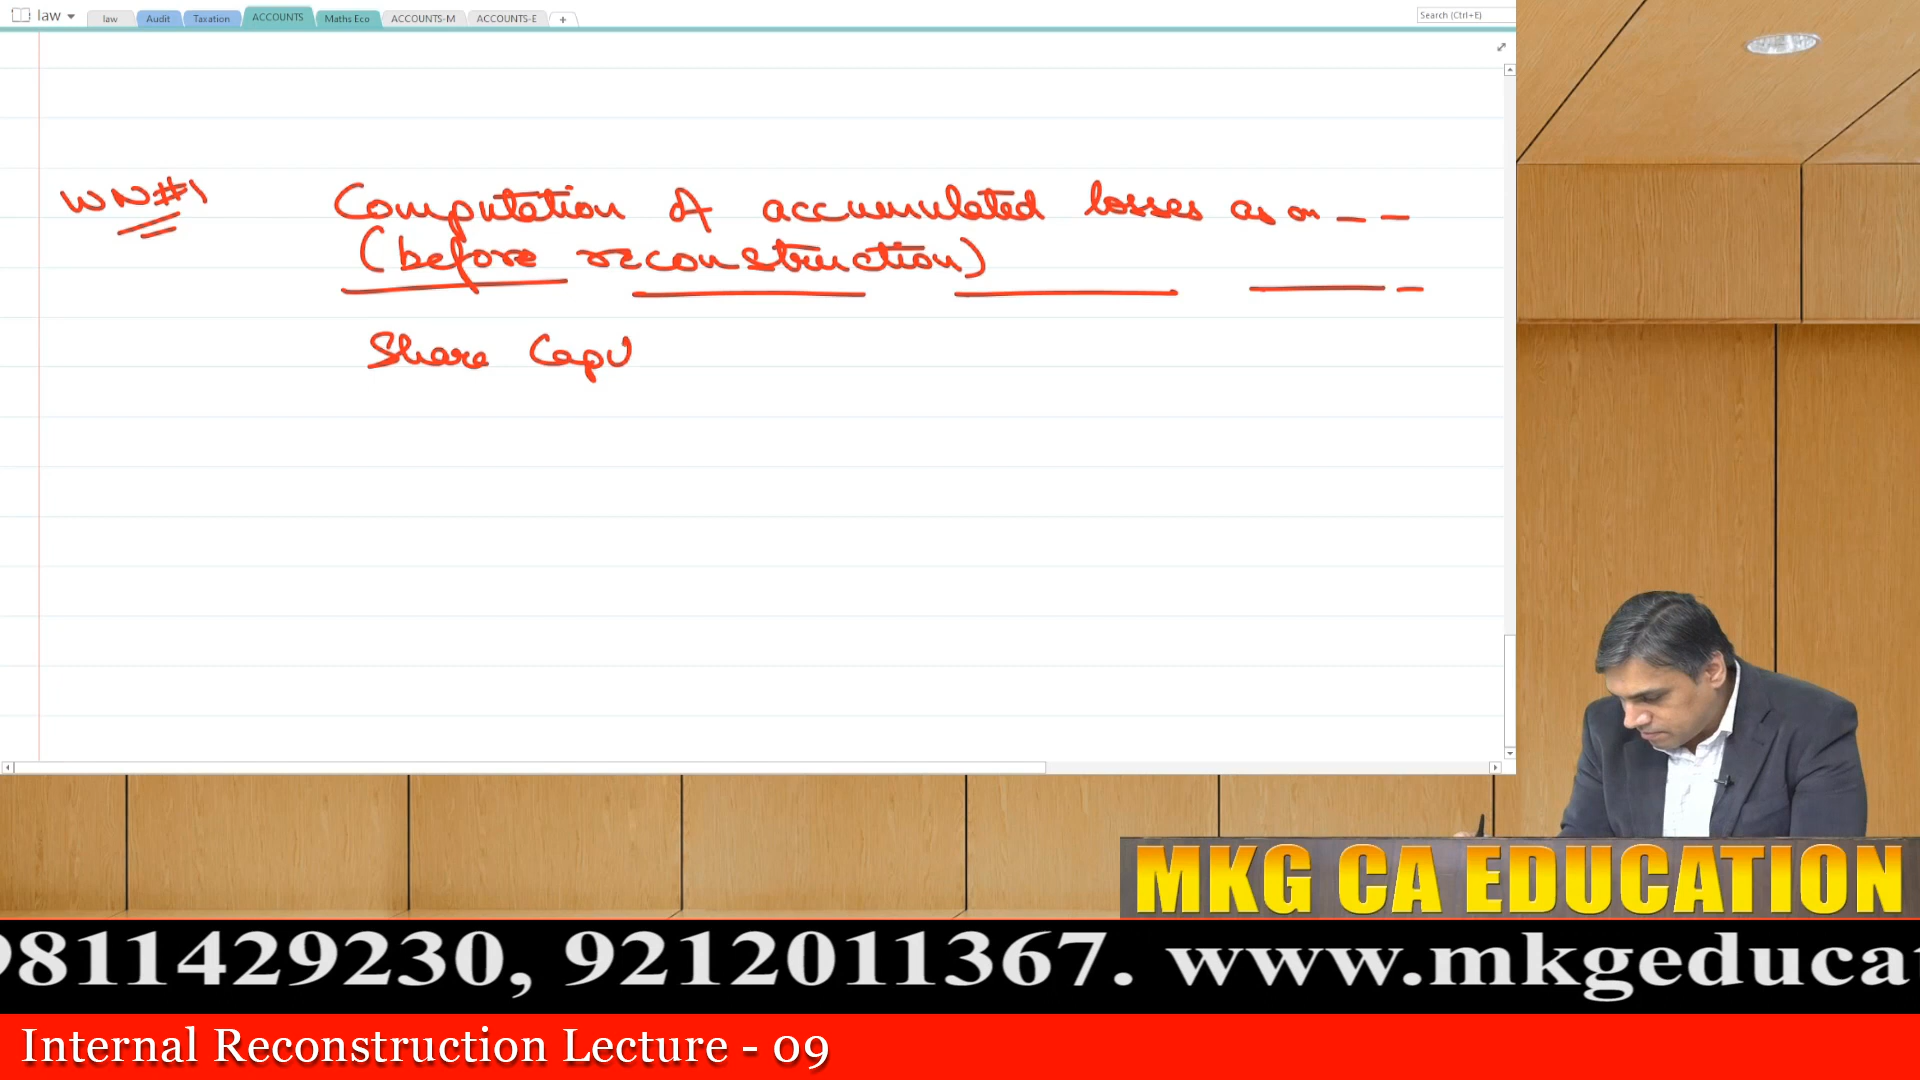 law
law Audit Taxation ACCOUNTS Maths Eco ACCOUNTS-M ACCOUNTS-E +
Search (Ctrl+E)
WN#1 Computation of accumulated losses as on _ _
(before reconstruction)
Share Cap
MKG CA EDUCATION
9811429230, 9212011367. www.mkgeduca
Internal Reconstruction Lecture - 09